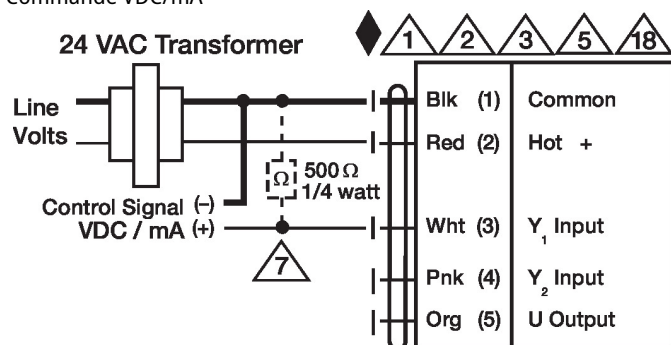 Commande VDC/mA
24 VAC Transformer
1 2 3 5 18
Line
Volts
Blk (1) Common
Red (2) Hot +
Ω 500 Ω
1/4 watt
Control Signal (–)
VDC / mA (+)
Wht (3) Y₁ Input
7
Pnk (4) Y₂ Input
Org (5) U Output